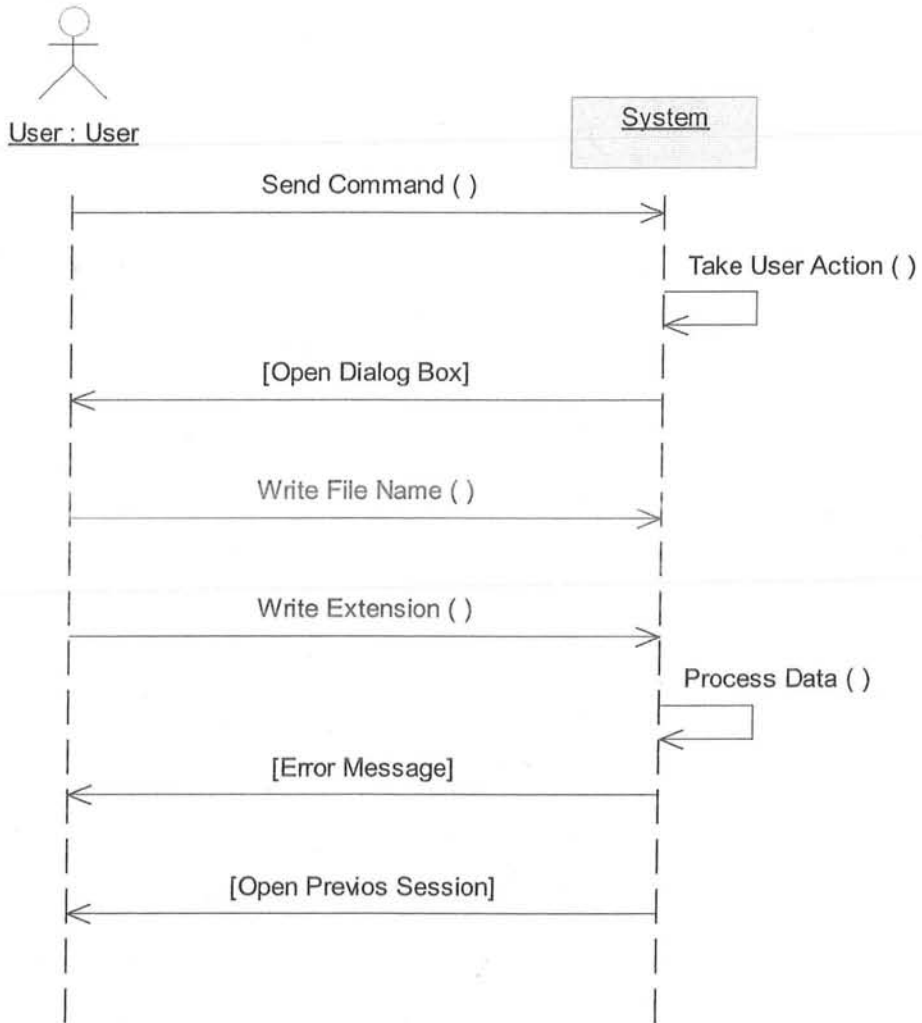 User : User
System
Send Command ( )
Take User Action ( )
[Open Dialog Box]
Write File Name ( )
Write Extension ( )
Process Data ( )
[Error Message]
[Open Previos Session]